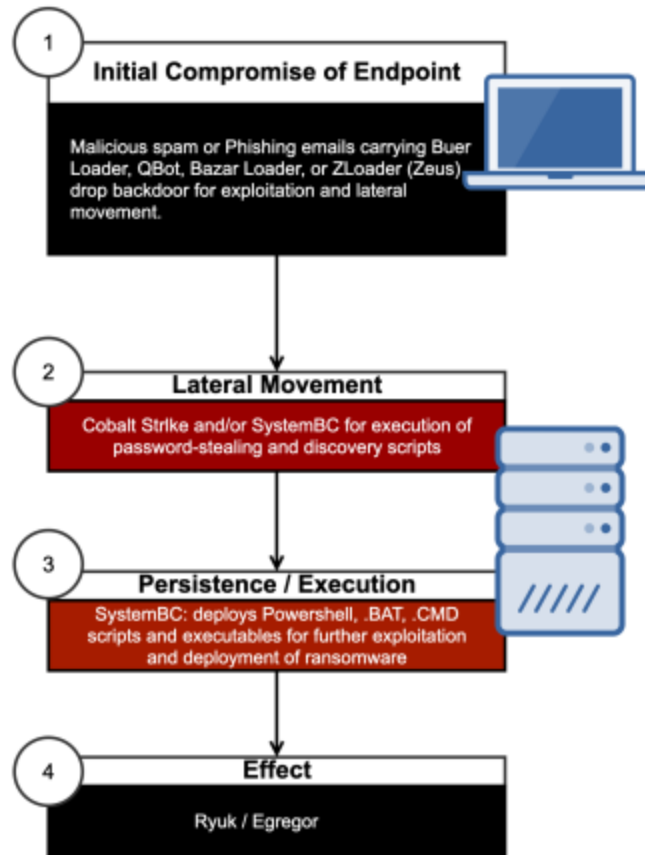 1
Initial Compromise of Endpoint
Malicious spam or Phishing emails carrying Buer
Loader, QBot, Bazar Loader, or ZLoader (Zeus)
drop backdoor for exploitation and lateral
movement.
2
Lateral Movement
Cobalt StrIke and/or SystemBC for execution of
password-stealing and discovery scripts
3
Persistence / Execution
SystemBC: deploys Powershell, .BAT, .CMD
scripts and executables for further exploitation
and deployment of ransomware
4
Effect
Ryuk / Egregor